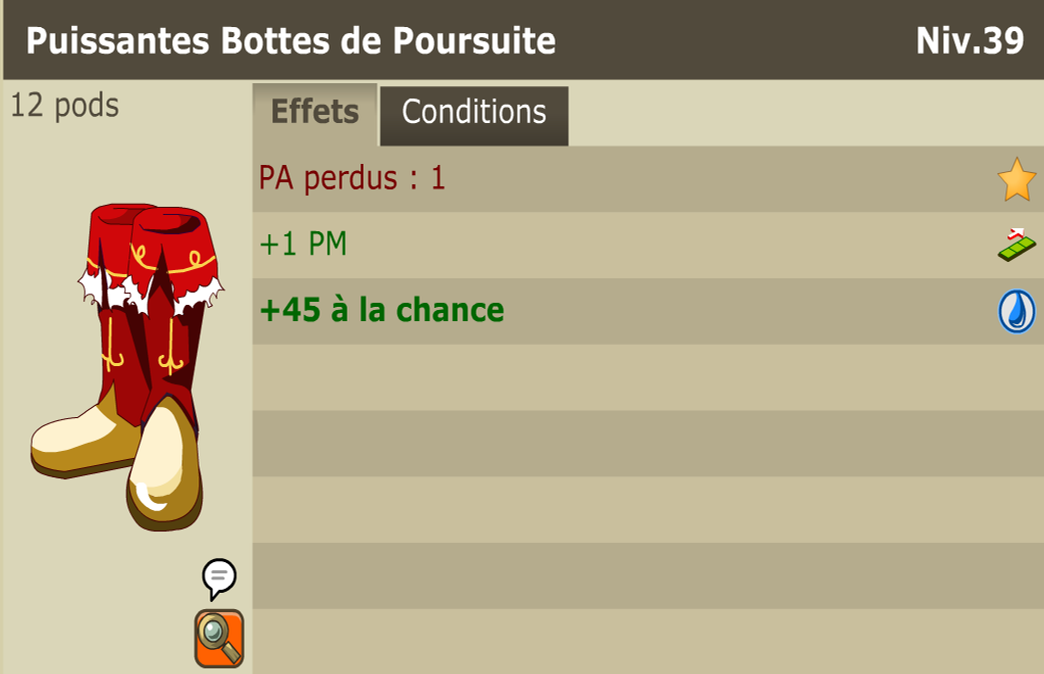 Puissantes Bottes de Poursuite
Niv.39
12 pods
Effets
Conditions
PA perdus : 1
+1 PM
+45 à la chance